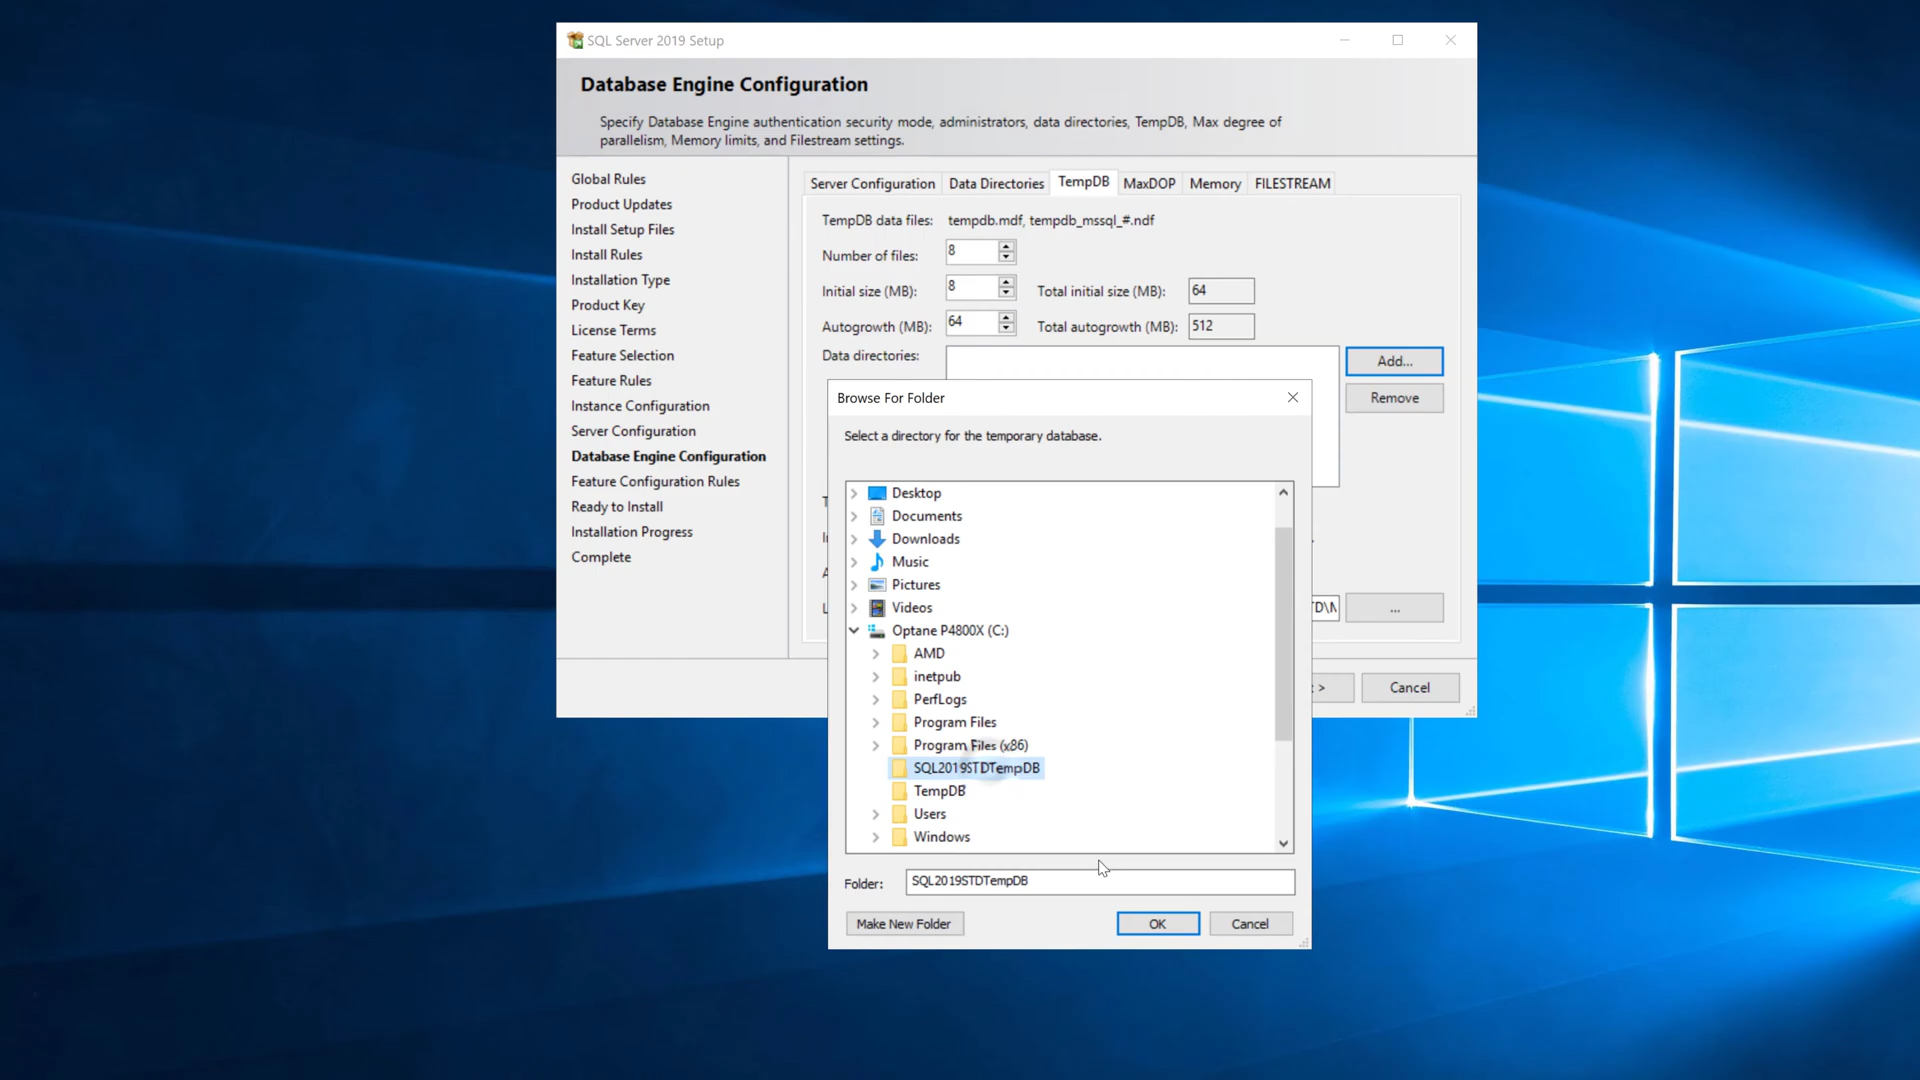 SQL Server 2019 Setup
Database Engine Configuration
Specify Database Engine authentication security mode, administrators, data directories, TempDB, Max degree of
parallelism, Memory limits, and Filestream settings.
Global Rules
Product Updates
Install Setup Files
Install Rules
Installation Type
Product Key
License Terms
Feature Selection
Feature Rules
Instance Configuration
Server Configuration
Database Engine Configuration
Feature Configuration Rules
Ready to Install
Installation Progress
Complete
Server Configuration Data Directories TempDB MaxDOP Memory FILESTREAM
TempDB data files: tempdb.mdf, tempdb_mssql_#.ndf
Number of files: 8
Initial size (MB): 8 Total initial size (MB): 64
Autogrowth (MB): 64 Total autogrowth (MB): 512
Data directories:
Add...
Remove
...
>
Cancel
Browse For Folder
Select a directory for the temporary database.
Desktop
Documents
Downloads
Music
Pictures
Videos
Optane P4800X (C:)
AMD
inetpub
PerfLogs
Program Files
Program Files (x86)
SQL2019STDTempDB
TempDB
Users
Windows
Folder: SQL2019STDTempDB
Make New Folder OK Cancel